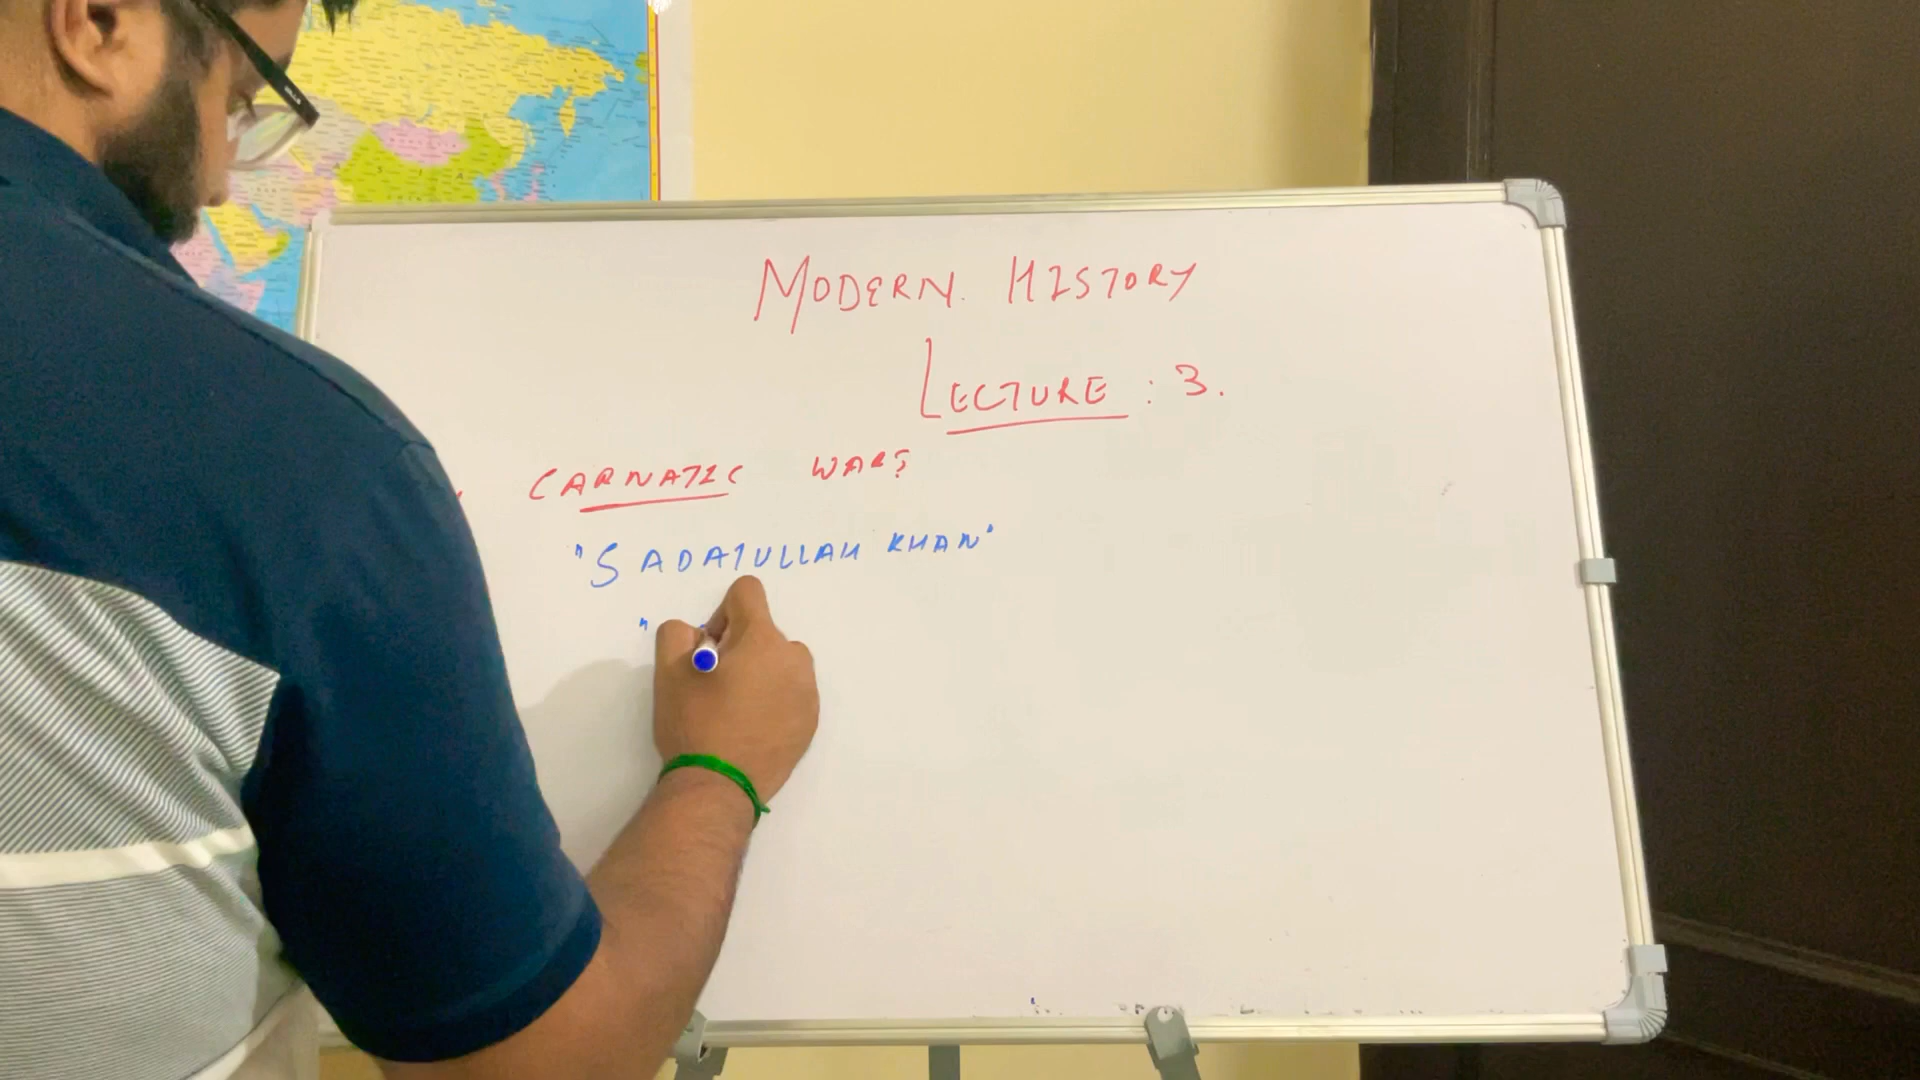 MODERN. HISTORY
LECTURE : 3.
CARNATIC WARS
"SADATULLAH KHAN"
"